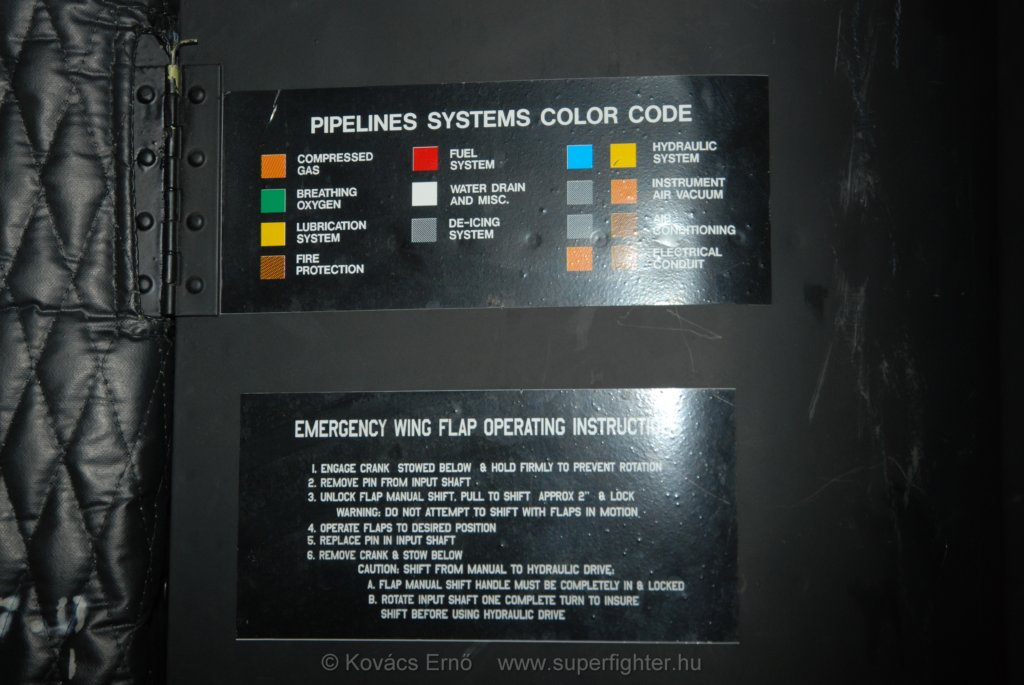 PIPELINES SYSTEMS COLOR CODE
COMPRESSED
GAS
BREATHING
OXYGEN
LUBRICATION
SYSTEM
FIRE
PROTECTION
FUEL
SYSTEM
WATER DRAIN
AND MISC.
DE-ICING
SYSTEM
HYDRAULIC
SYSTEM
INSTRUMENT
AIR VACUUM
AIR
CONDITIONING
ELECTRICAL
CONDUIT
EMERGENCY WING FLAP OPERATING
1. ENGAGE CRANK STOWED BELOW & HOLD FIRMLY TO PREVENT ROTATION
2. REMOVE PIN FROM INPUT SHAFT
3. UNLOCK FLAP MANUAL SHIFT, PULL TO SHIFT APPROX 2" & LOCK
WARNING: DO NOT ATTEMPT TO SHIFT WITH FLAPS IN MOTION
4. OPERATE FLAPS TO DESIRED POSITION
5. REPLACE PIN IN INPUT SHAFT
6. REMOVE CRANK & STOW BELOW
CAUTION: SHIFT FROM MANUAL TO HYDRAULIC DRIVE:
A. FLAP MANUAL SHIFT HANDLE MUST BE COMPLETELY IN & LOCKED
B. ROTATE INPUT SHAFT ONE COMPLETE TURN TO INSURE
SHIFT BEFORE USING HYDRAULIC DRIVE
© Kovács Ernő www.superfighter.hu